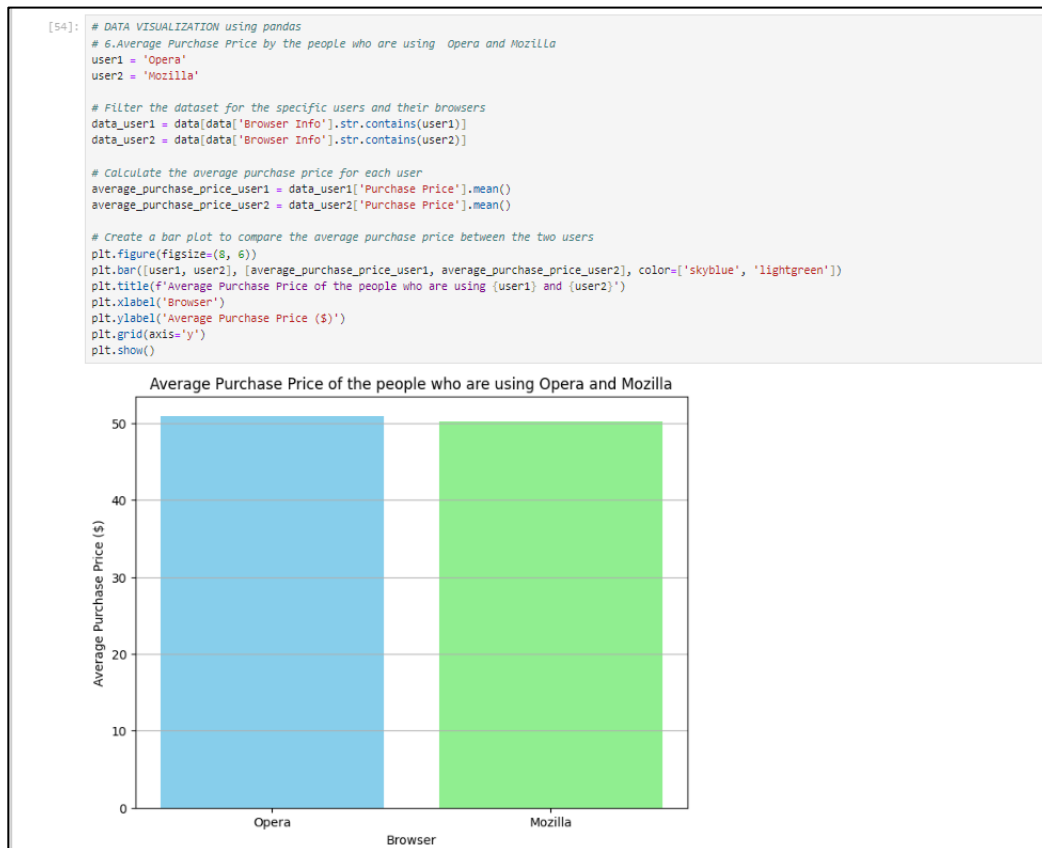 [54]: # DATA VISUALIZATION using pandas
# 6.Average Purchase Price by the people who are using  Opera and Mozilla
user1 = 'Opera'
user2 = 'Mozilla'
# Filter the dataset for the specific users and their browsers
data_user1 = data[data['Browser Info'].str.contains(user1)]
data_user2 = data[data['Browser Info'].str.contains(user2)]
# Calculate the average purchase price for each user
average_purchase_price_user1 = data_user1['Purchase Price'].mean()
average_purchase_price_user2 = data_user2['Purchase Price'].mean()
# Create a bar plot to compare the average purchase price between the two users
plt.figure(figsize=(8, 6))
plt.bar([user1, user2], [average_purchase_price_user1, average_purchase_price_user2], color=['skyblue', 'lightgreen'])
plt.title(f'Average Purchase Price of the people who are using {user1} and {user2}')
plt.xlabel('Browser')
plt.ylabel('Average Purchase Price ($)')
plt.grid(axis='y')
plt.show()
Average Purchase Price of the people who are using Opera and Mozilla
Average Purchase Price ($)
50
40
30
20
10
0
Opera Mozilla
Browser